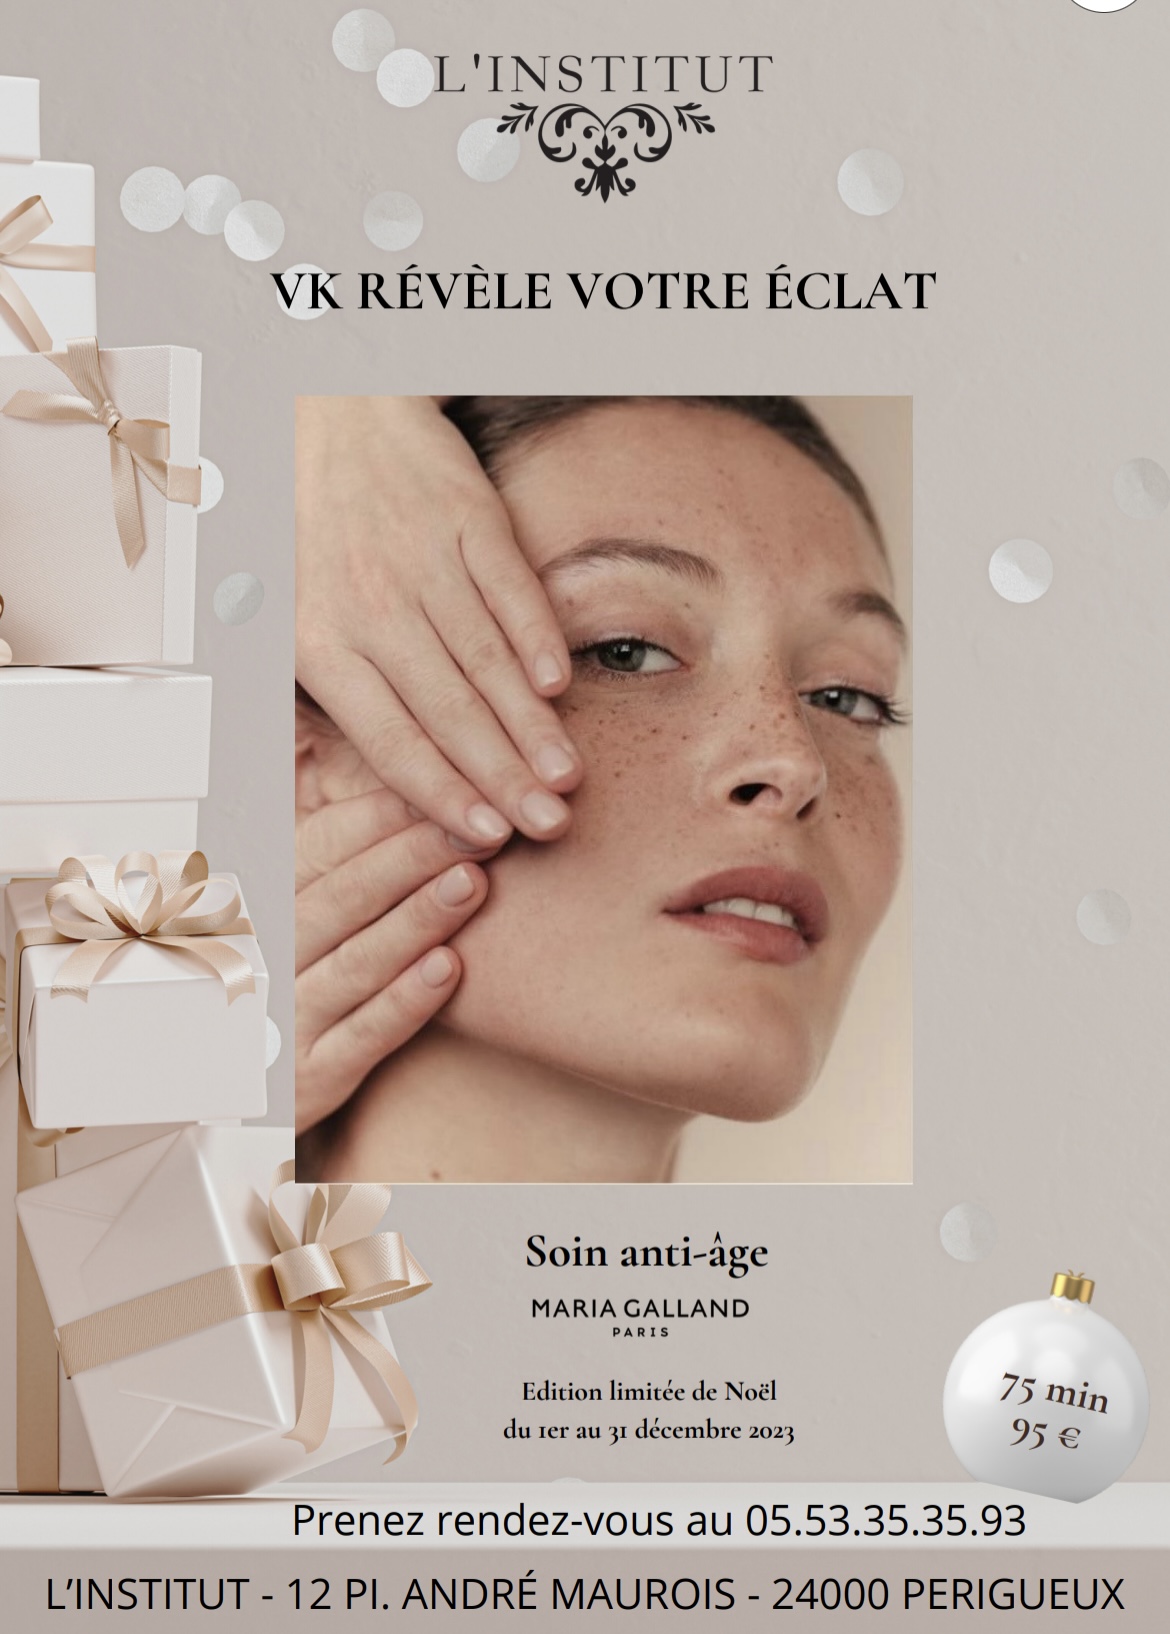 L'INSTITUT
VK RÉVÈLE VOTRE ÉCLAT
Soin anti-âge
MARIA GALLAND
PARIS
Edition limitée de Noël
du 1er au 31 décembre 2023
75 min
95 €
Prenez rendez-vous au 05.53.35.35.93
L’INSTITUT - 12 Pl. ANDRÉ MAUROIS - 24000 PERIGUEUX